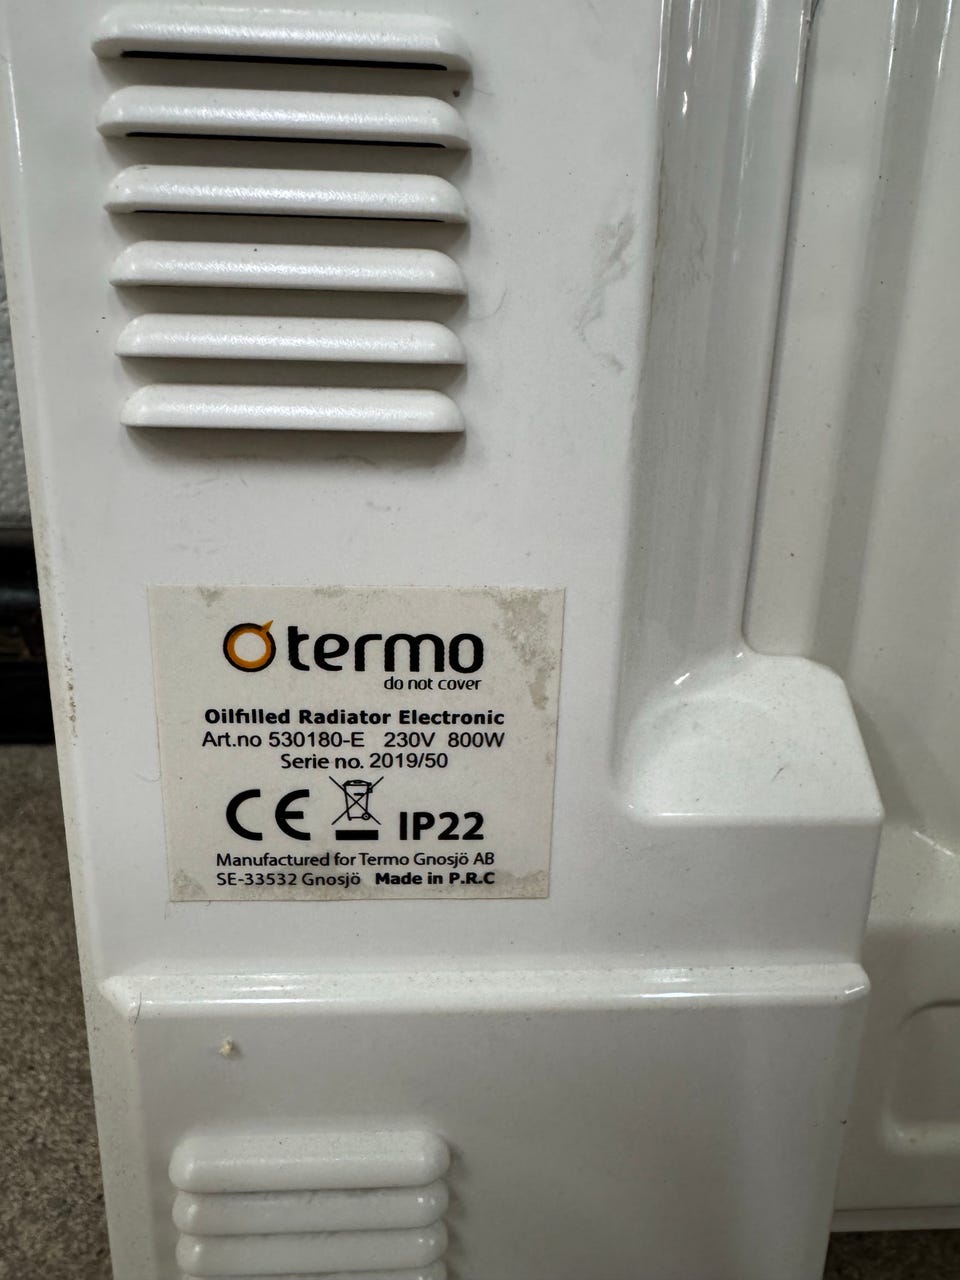 termo
do not cover
Oilfilled Radiator Electronic
Art.no 530180-E 230V 800W
Serie no. 2019/50
CE IP22
Manufactured for Termo Gnosjö AB
SE-33532 Gnosjö Made in P.R.C